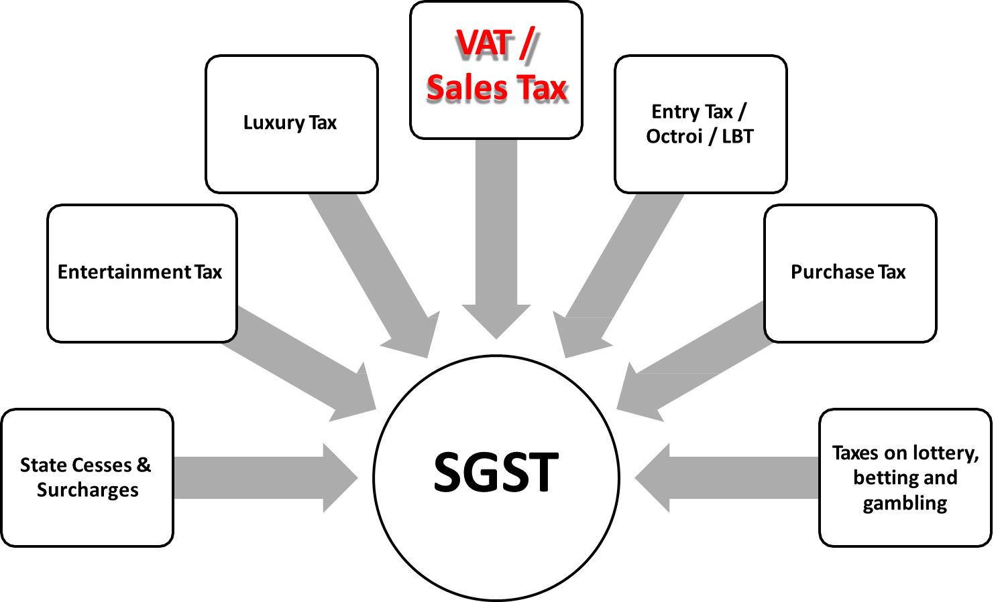 VAT /
Sales Tax
Luxury Tax
Entry Tax /
Octroi / LBT
Entertainment Tax
Purchase Tax
State Cesses &
Surcharges
SGST
Taxes on lottery,
betting and
gambling